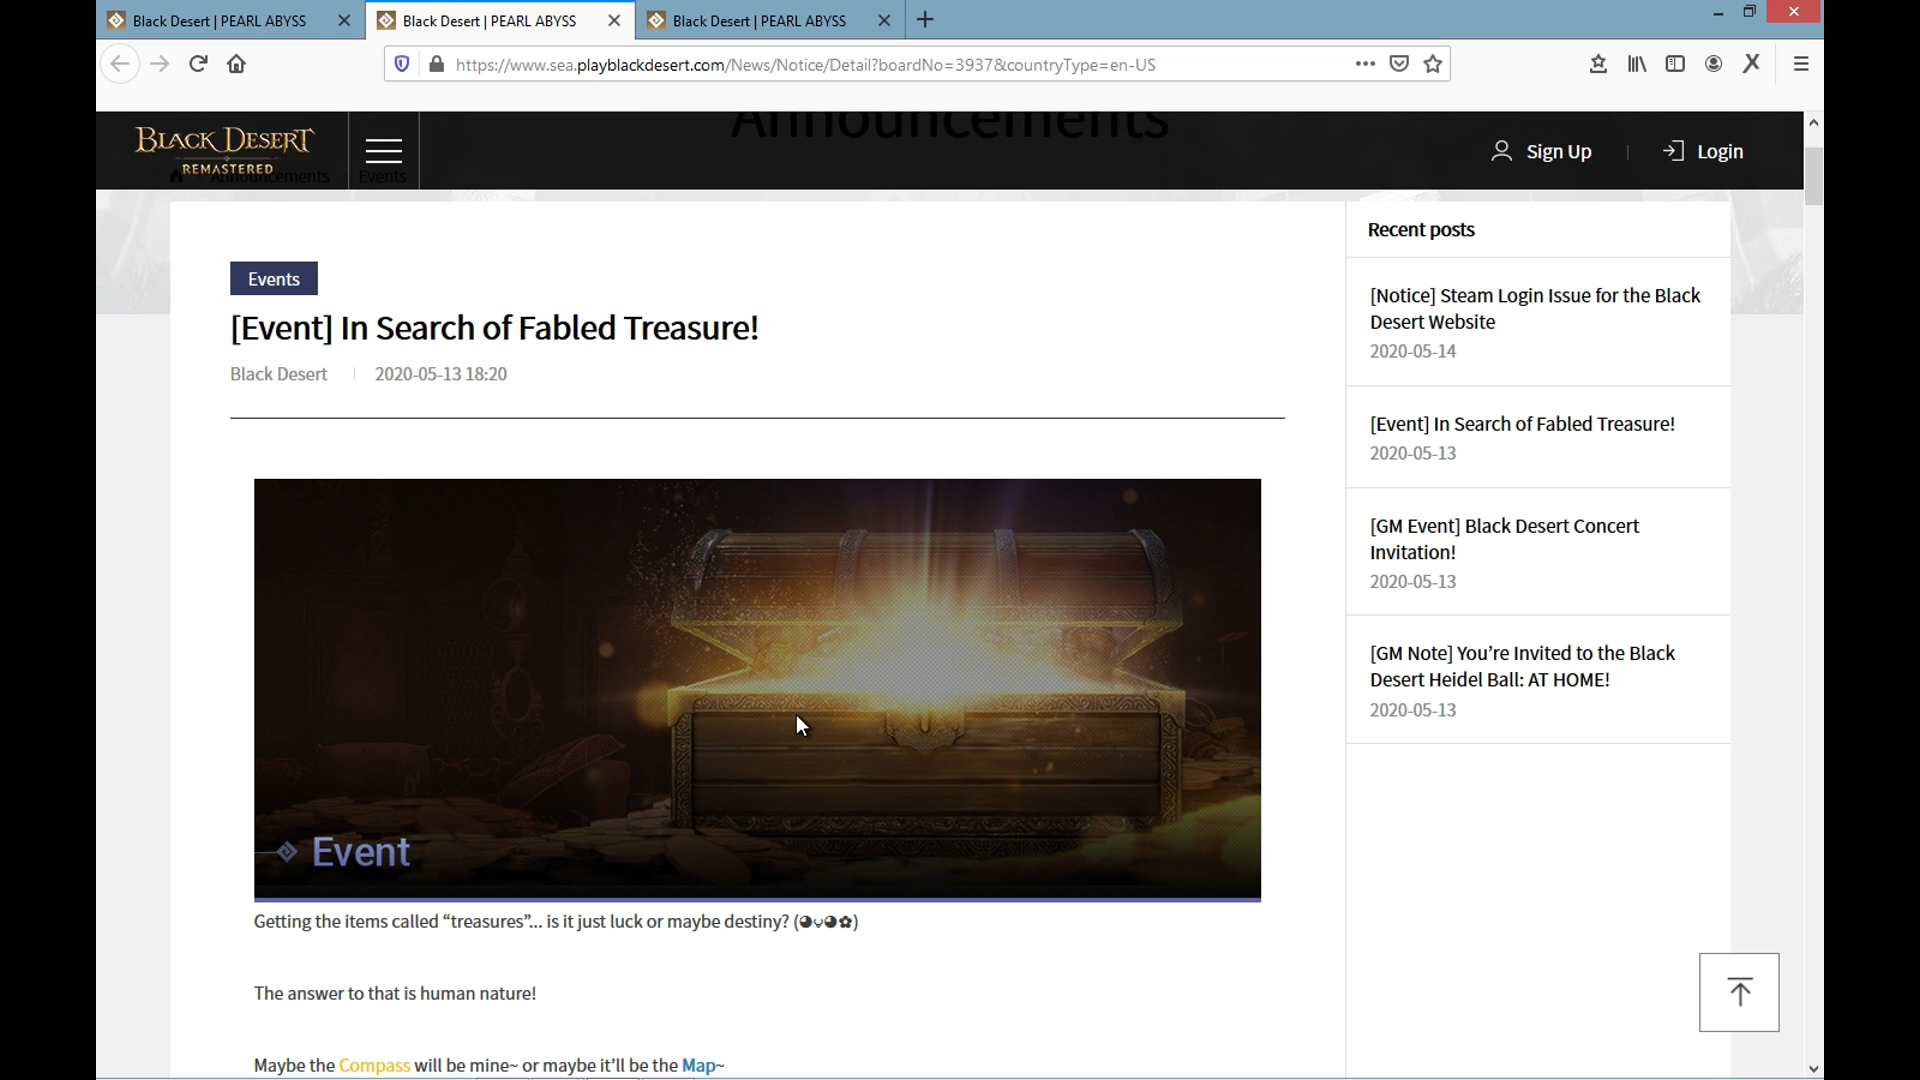 Black Desert | PEARL ABYSS
Black Desert | PEARL ABYSS
Black Desert | PEARL ABYSS
https://www.sea.playblackdesert.com/News/Notice/Detail?boardNo=3937&countryType=en-US
Announcements
BLACK DESERT
REMASTERED
Sign Up
Login
Announcements
Events
Events
[Event] In Search of Fabled Treasure!
Black Desert
2020-05-13 18:20
Event
Getting the items called “treasures”... is it just luck or maybe destiny? (◕◡◕✿)
The answer to that is human nature!
Maybe the Compass will be mine~ or maybe it’ll be the Map~
Recent posts
[Notice] Steam Login Issue for the Black
Desert Website
2020-05-14
[Event] In Search of Fabled Treasure!
2020-05-13
[GM Event] Black Desert Concert
Invitation!
2020-05-13
[GM Note] You’re Invited to the Black
Desert Heidel Ball: AT HOME!
2020-05-13